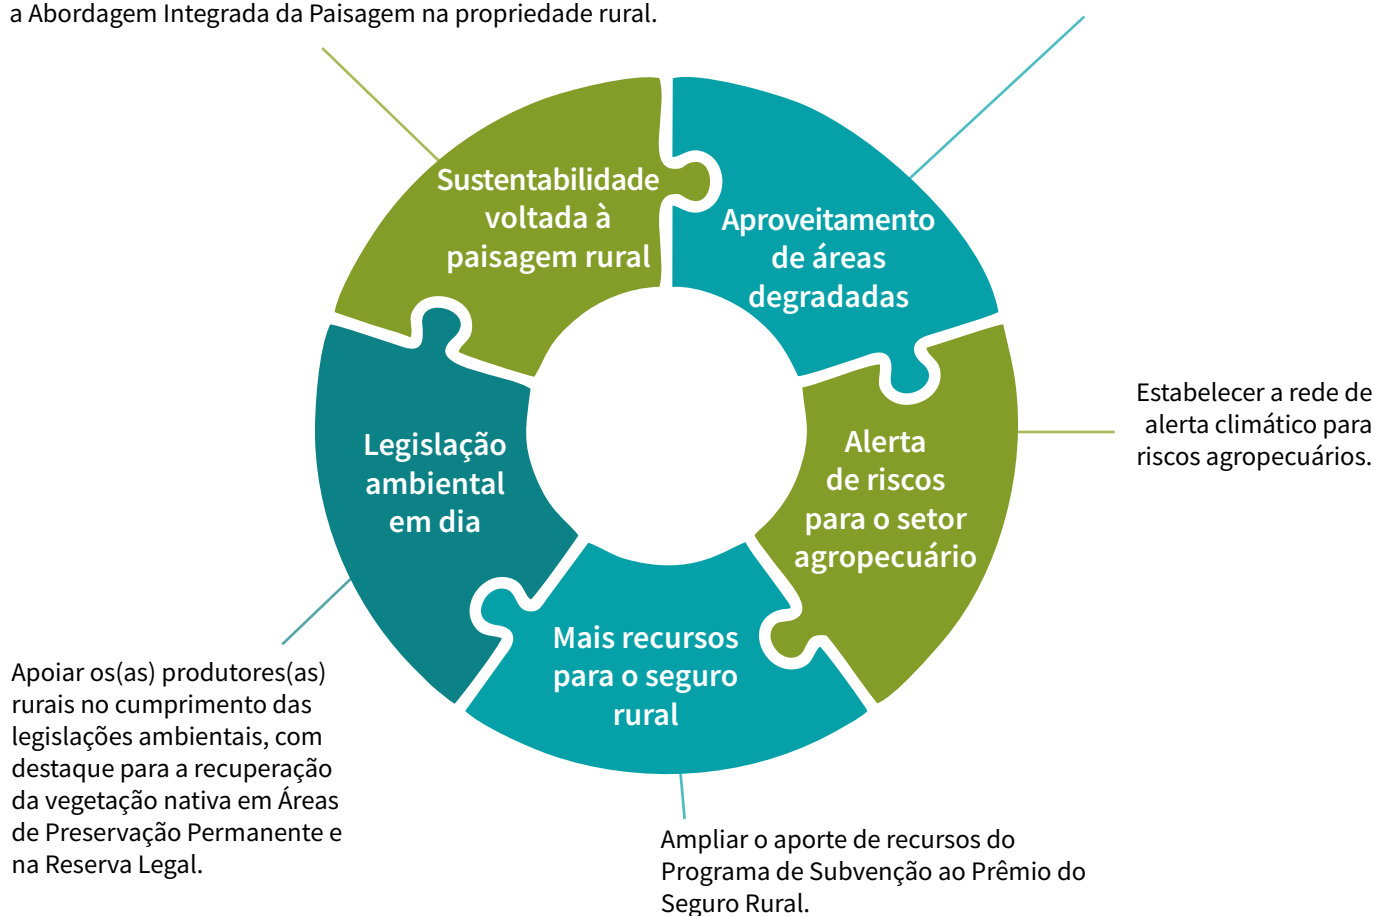 a Abordagem Integrada da Paisagem na propriedade rural.
Sustentabilidade
voltada à
paisagem rural
Aproveitamento
de áreas
degradadas
Alerta
de riscos
para o setor
agropecuário
Estabelecer a rede de
alerta climático para
riscos agropecuários.
Legislação
ambiental
em dia
Mais recursos
para o seguro
rural
Apoiar os(as) produtores(as)
rurais no cumprimento das
legislações ambientais, com
destaque para a recuperação
da vegetação nativa em Áreas
de Preservação Permanente e
na Reserva Legal.
Ampliar o aporte de recursos do
Programa de Subvenção ao Prêmio do
Seguro Rural.